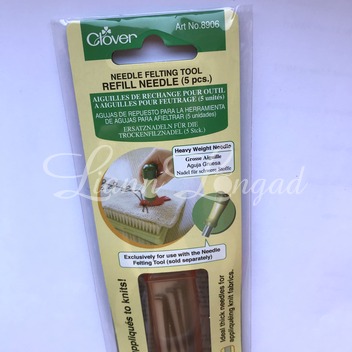 Clover
Art No.8906
NEEDLE FELTING TOOL
REFILL NEEDLE (5 pcs.)
AIGUILLES DE RECHANGE POUR OUTIL
A AIGUILLES POUR FEUTRAGE (5 unités)
AGUJAS DE REPUESTO PARA LA HERRAMIENTA
DE AGUJAS PARA AFIELTRAR (5 unidades)
ERSATZNADELN FÜR DIE
TROCKENFILZNADEL (5 Stck.)
Heavy Weight Needle
Grosse Aiguille
Aguja Gruesa
Nadel für schwere Stoffe
Liann Longad
Exclusively for use with the Needle
Felting Tool (sold separately)
appliqués to knits!
Ideal thick needles for
appliquéing knit fabrics.